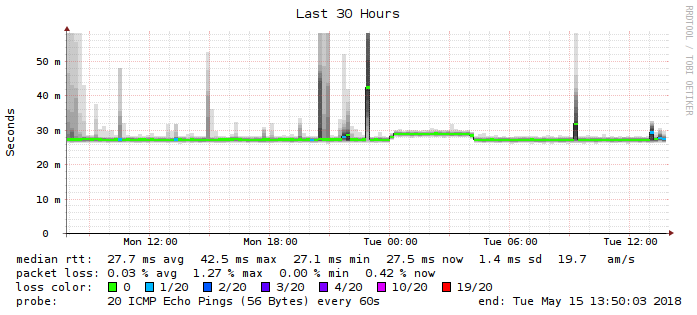 Last 30 Hours
RRDTOOL / TOBI OETIKER
Seconds
50 m
40 m
30 m
20 m
10 m
0
Mon 12:00 Mon 18:00 Tue 00:00 Tue 06:00 Tue 12:00
median rtt: 27.7 ms avg 42.5 ms max 27.1 ms min 27.5 ms now 1.4 ms sd 19.7 am/s
packet loss: 0.03 % avg 1.27 % max 0.00 % min 0.42 % now
loss color: 0 1/20 2/20 3/20 4/20 10/20 19/20
probe: 20 ICMP Echo Pings (56 Bytes) every 60s end: Tue May 15 13:50:03 2018